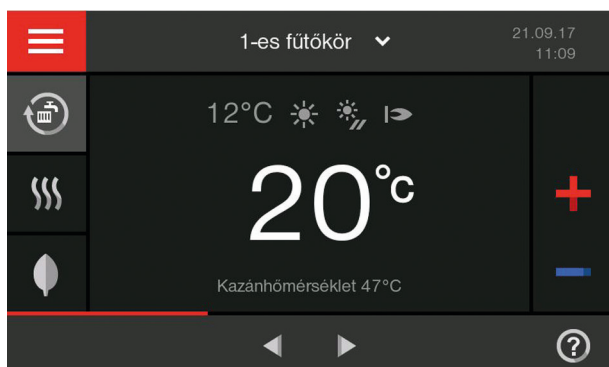 1-es fűtőkör
21.09.17
11:09
12°C
20°C
Kazánhőmérséklet 47°C
?